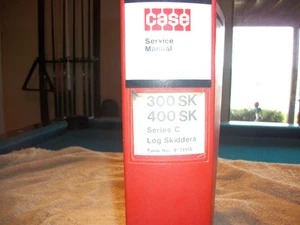 CASE
Service
Manual
300 SK
400 SK
Series C
Log Skidders